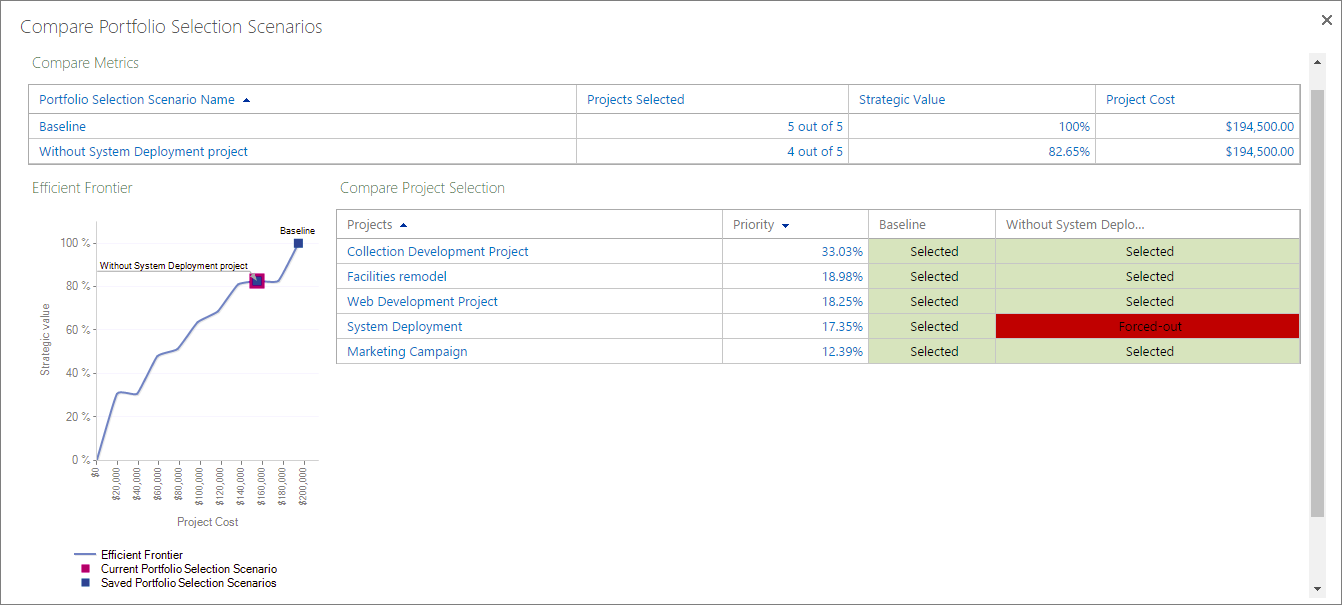 Compare Portfolio Selection Scenarios
Compare Metrics
Portfolio Selection Scenario Name Projects Selected Strategic Value Project Cost
Baseline 5 out of 5 100% $194,500.00
Without System Deployment project 4 out of 5 82.65% $194,500.00
Efficient Frontier
Compare Project Selection
Projects Priority Baseline Without System Deplo...
Collection Development Project 33.03% Selected Selected
Facilities remodel 18.98% Selected Selected
Web Development Project 18.25% Selected Selected
System Deployment 17.35% Selected Forced-out
Marketing Campaign 12.39% Selected Selected
Baseline
Without System Deployment project
Strategic value
100 %
80 %
60 %
40 %
20 %
0 %
$0 $20,000 $40,000 $60,000 $80,000 $100,000 $120,000 $140,000 $160,000 $180,000 $200,000
Project Cost
Efficient Frontier
Current Portfolio Selection Scenario
Saved Portfolio Selection Scenarios